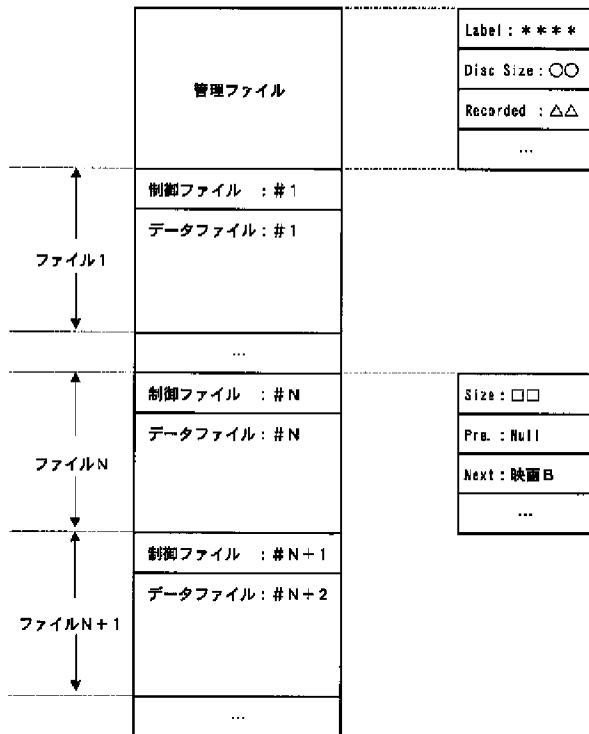 管理ファイル
Label：＊＊＊＊
Disc Size：○○
Recorded ：△△
…
ファイル1
制御ファイル ：＃1
データファイル：＃1
…
ファイルN
制御ファイル ：＃N
データファイル：＃N
Size：□□
Pre.：Null
Next：映画B
…
ファイルN＋1
制御ファイル ：＃N＋1
データファイル：＃N＋2
…